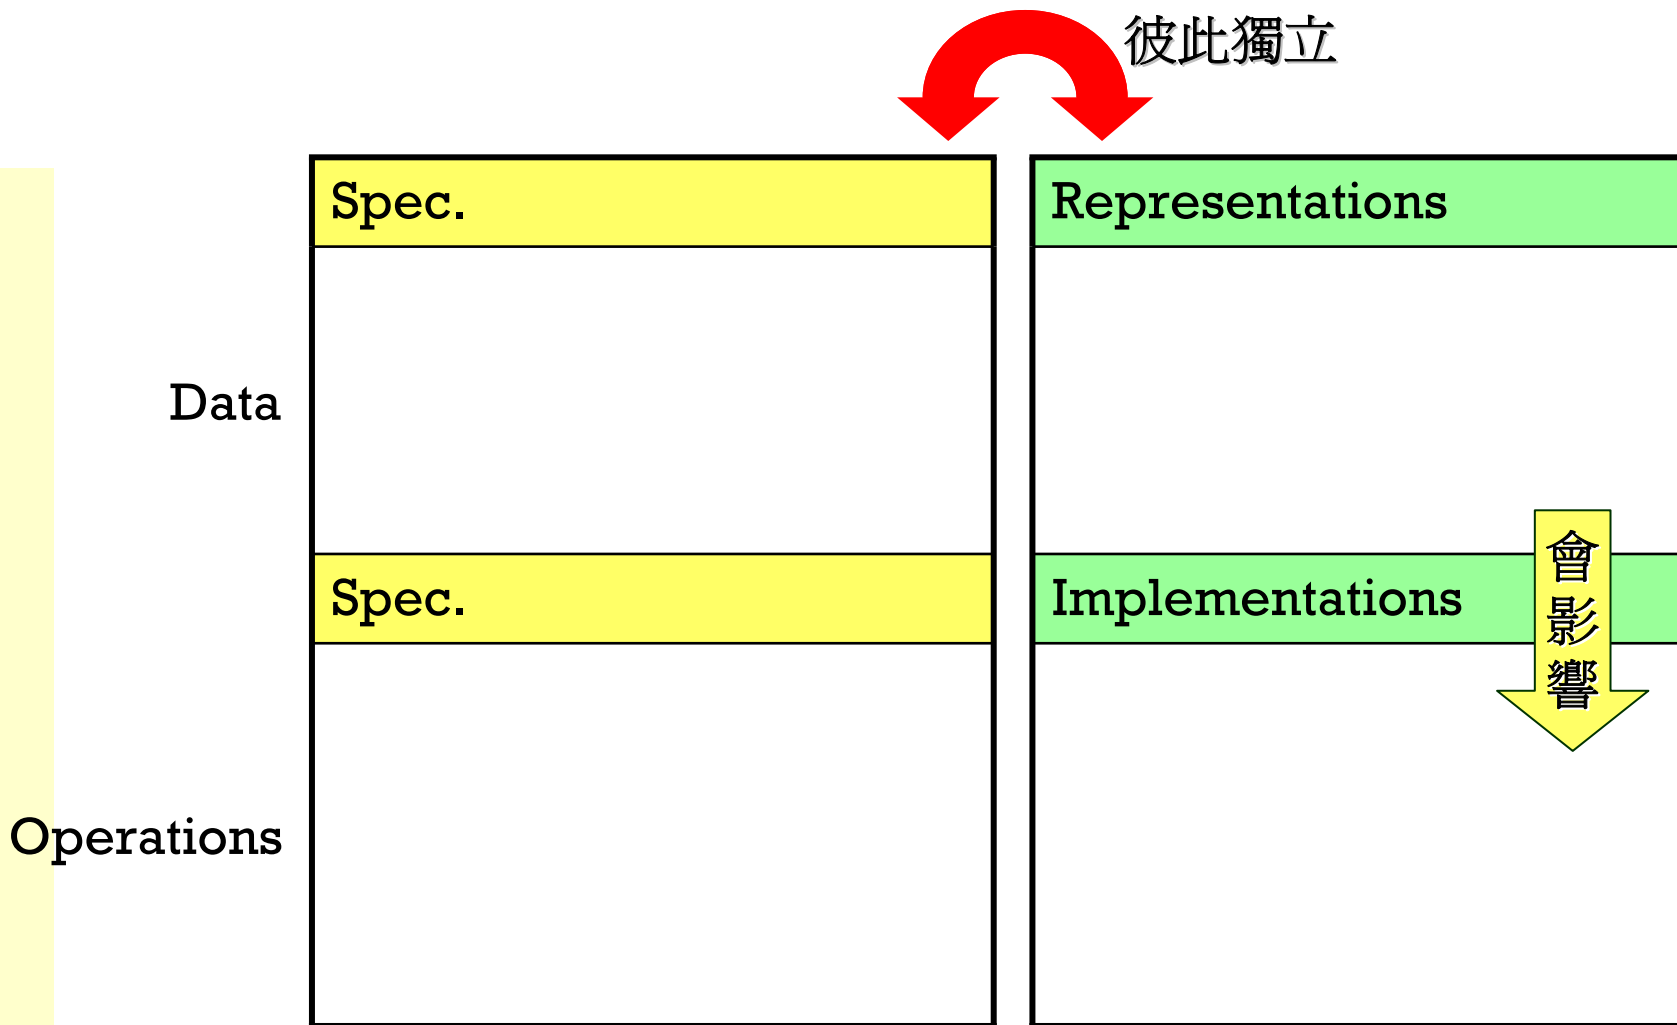 彼此獨立
Spec.
Representations
Data
Spec.
Implementations
會
影
響
Operations